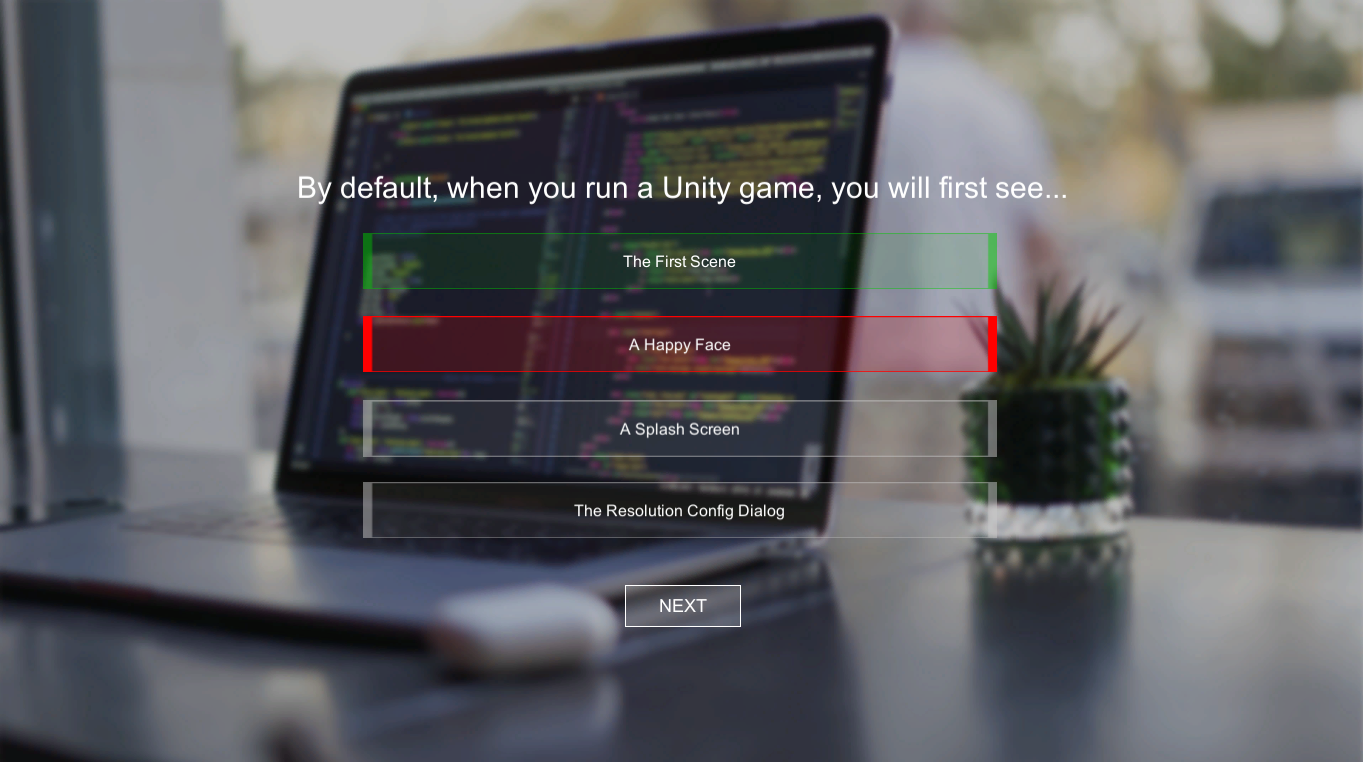 By default, when you run a Unity game, you will first see...
The First Scene
A Happy Face
A Splash Screen
The Resolution Config Dialog
NEXT